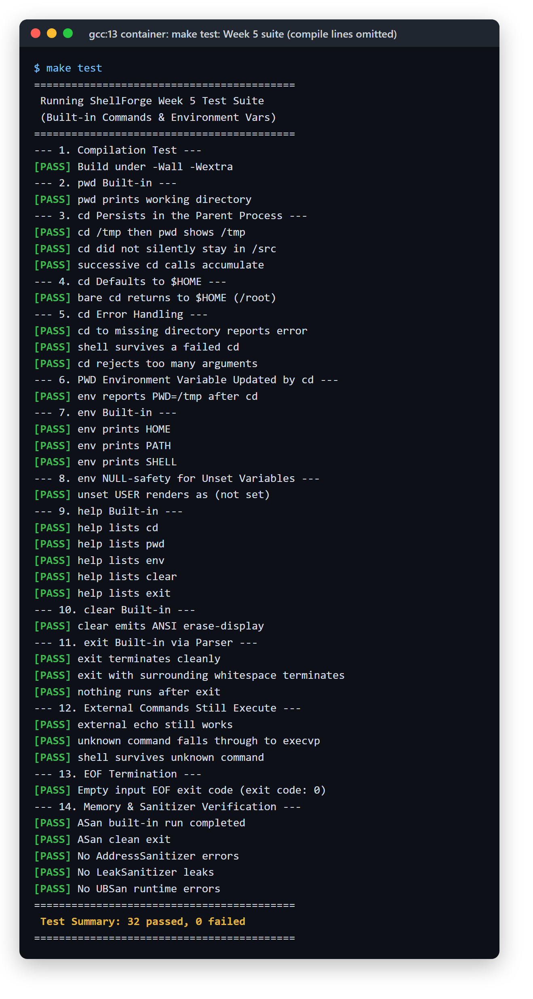 gcc:13 container: make test: Week 5 suite (compile lines omitted)
$ make test
==========================================
Running ShellForge Week 5 Test Suite
(Built-in Commands & Environment Vars)
==========================================
--- 1. Compilation Test ---
[PASS] Build under -Wall -Wextra
--- 2. pwd Built-in ---
[PASS] pwd prints working directory
--- 3. cd Persists in the Parent Process ---
[PASS] cd /tmp then pwd shows /tmp
[PASS] cd did not silently stay in /src
[PASS] successive cd calls accumulate
--- 4. cd Defaults to $HOME ---
[PASS] bare cd returns to $HOME (/root)
--- 5. cd Error Handling ---
[PASS] cd to missing directory reports error
[PASS] shell survives a failed cd
[PASS] cd rejects too many arguments
--- 6. PWD Environment Variable Updated by cd ---
[PASS] env reports PWD=/tmp after cd
--- 7. env Built-in ---
[PASS] env prints HOME
[PASS] env prints PATH
[PASS] env prints SHELL
--- 8. env NULL-safety for Unset Variables ---
[PASS] unset USER renders as (not set)
--- 9. help Built-in ---
[PASS] help lists cd
[PASS] help lists pwd
[PASS] help lists env
[PASS] help lists clear
[PASS] help lists exit
--- 10. clear Built-in ---
[PASS] clear emits ANSI erase-display
--- 11. exit Built-in via Parser ---
[PASS] exit terminates cleanly
[PASS] exit with surrounding whitespace terminates
[PASS] nothing runs after exit
--- 12. External Commands Still Execute ---
[PASS] external echo still works
[PASS] unknown command falls through to execvp
[PASS] shell survives unknown command
--- 13. EOF Termination ---
[PASS] Empty input EOF exit code (exit code: 0)
--- 14. Memory & Sanitizer Verification ---
[PASS] ASan built-in run completed
[PASS] ASan clean exit
[PASS] No AddressSanitizer errors
[PASS] No LeakSanitizer leaks
[PASS] No UBSan runtime errors
==========================================
Test Summary: 32 passed, 0 failed
==========================================